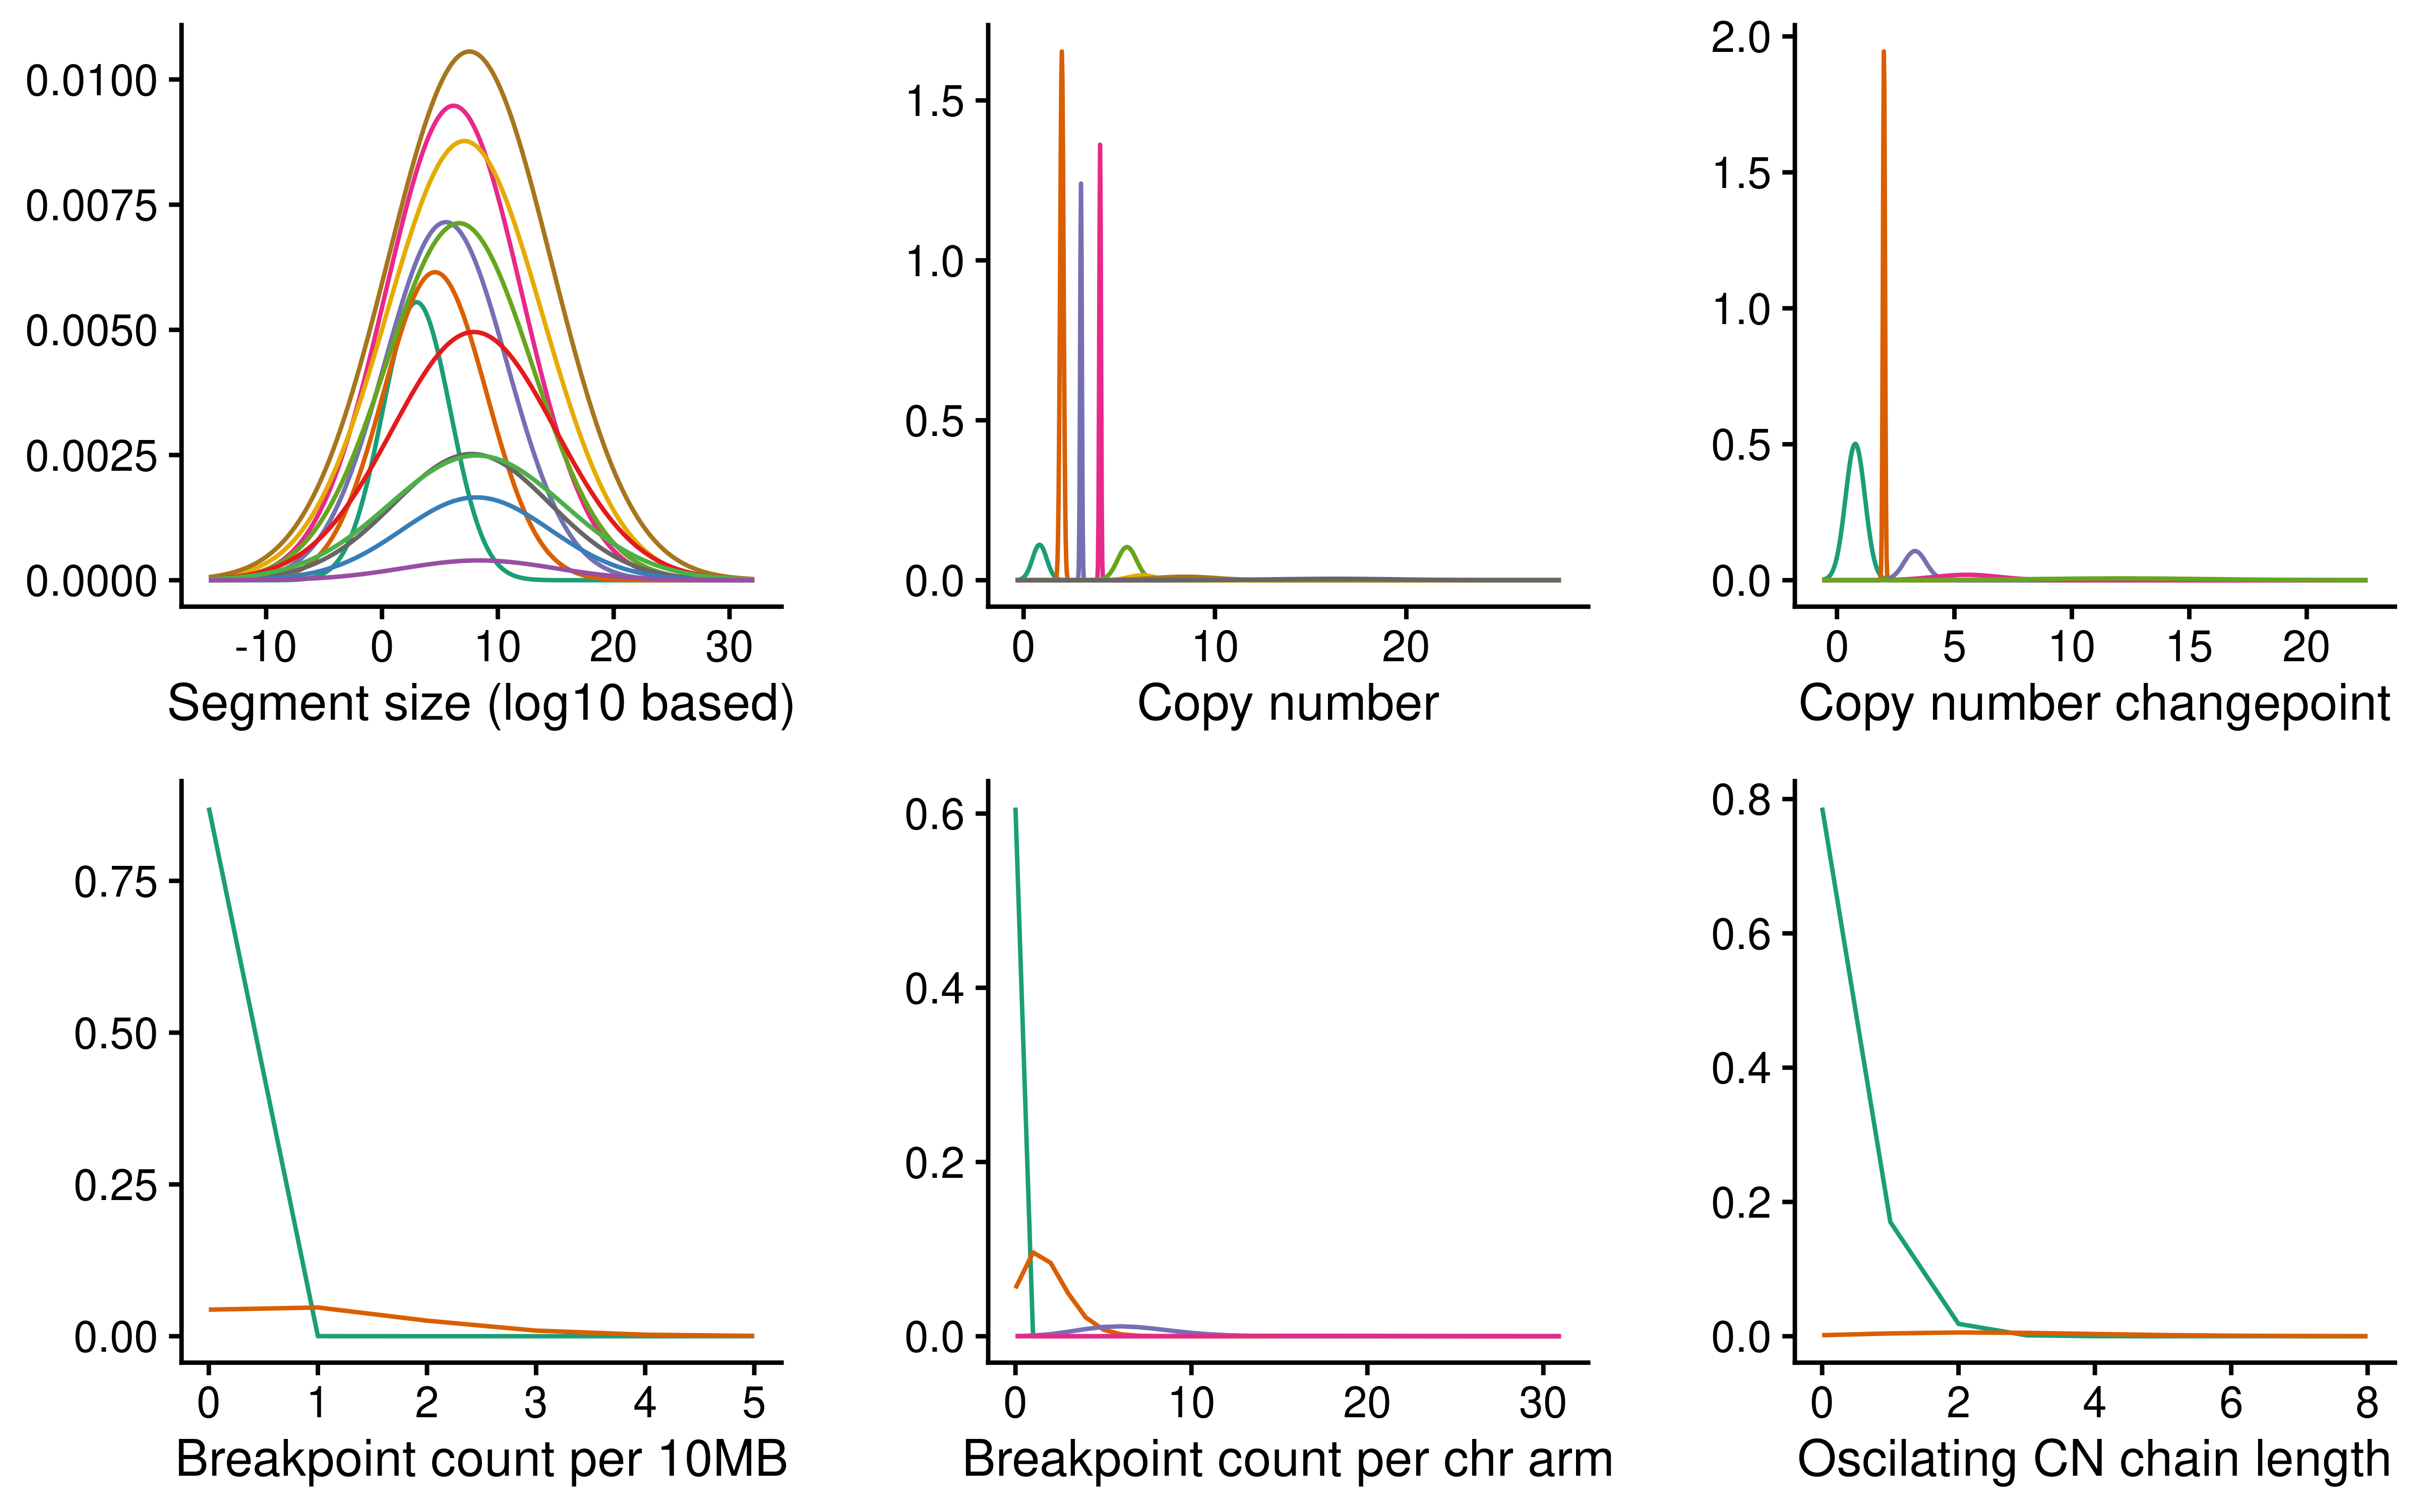 0.0100
0.0075
0.0050
0.0025
0.0000
-10 0 10 20 30
Segment size (log10 based)
1.5
1.0
0.5
0.0
0 10 20
Copy number
2.0
1.5
1.0
0.5
0.0
0 5 10 15 20
Copy number changepoint
0.75
0.50
0.25
0.00
0 1 2 3 4 5
Breakpoint count per 10MB
0.6
0.4
0.2
0.0
0 10 20 30
Breakpoint count per chr arm
0.8
0.6
0.4
0.2
0.0
0 2 4 6 8
Oscilating CN chain length